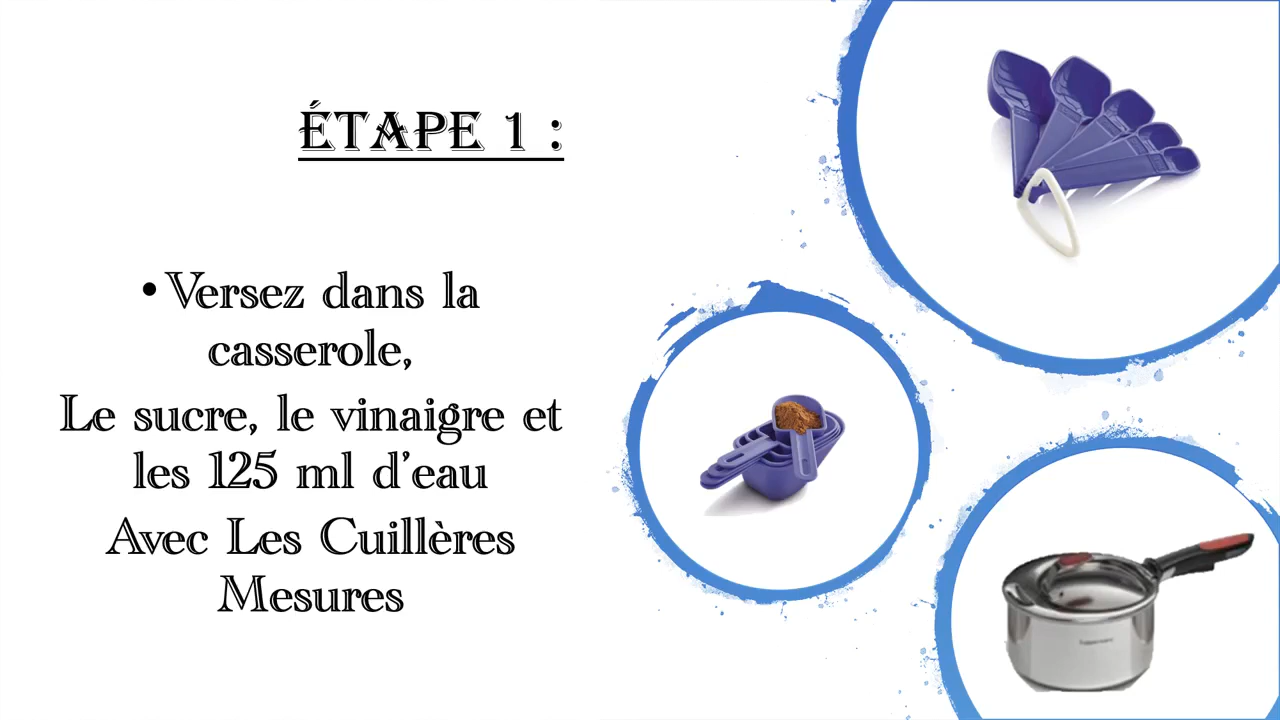 ÉTAPE 1 :
•Versez dans la
casserole,
Le sucre, le vinaigre et
les 125 ml d’eau
Avec Les Cuillères
Mesures
Tupperware